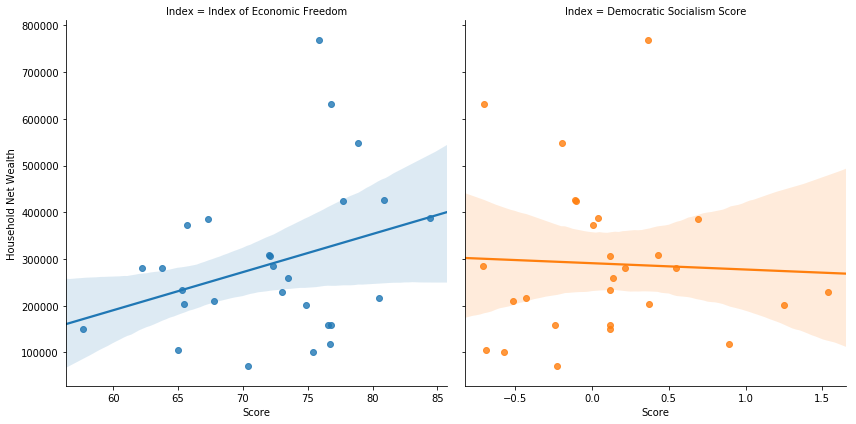 Index = Index of Economic Freedom
Index = Democratic Socialism Score
Household Net Wealth
800000
700000
600000
500000
400000
300000
200000
100000
60 65 70 75 80 85
−0.5 0.0 0.5 1.0 1.5
Score
Score